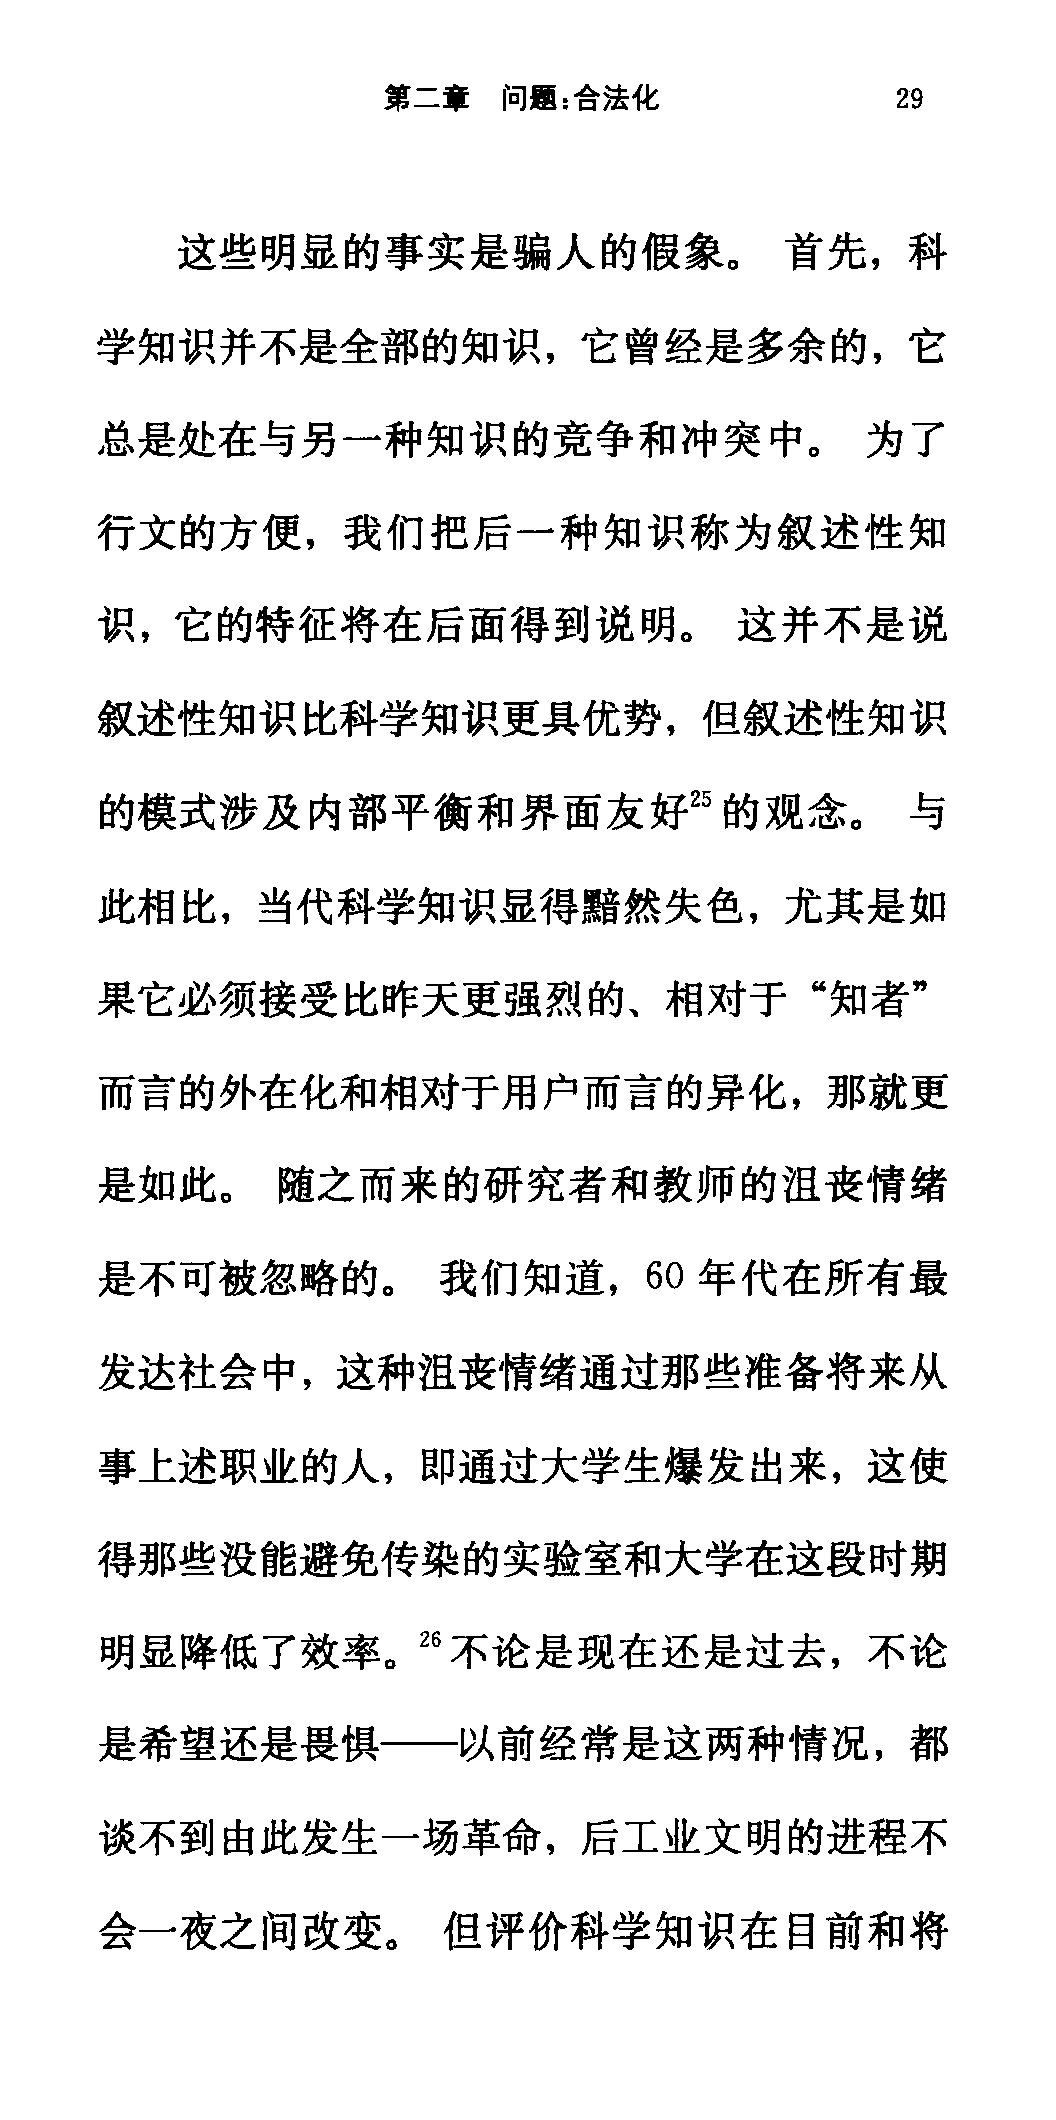 第二章 问题:合法化 29
这些明显的事实是骗人的假象。 首先，科
学知识并不是全部的知识，它曾经是多余的，它
总是处在与另一种知识的竞争和冲突中。 为了
行文的方便，我们把后一种知识称为叙述性知
识，它的特征将在后面得到说明。 这并不是说
叙述性知识比科学知识更具优势，但叙述性知识
的模式涉及内部平衡和界面友好25的观念。 与
此相比，当代科学知识显得黯然失色，尤其是如
果它必须接受比昨天更强烈的、相对于“知者”
而言的外在化和相对于用户而言的异化，那就更
是如此。 随之而来的研究者和教师的沮丧情绪
是不可被忽略的。 我们知道，60 年代在所有最
发达社会中，这种沮丧情绪通过那些准备将来从
事上述职业的人，即通过大学生爆发出来，这使
得那些没能避免传染的实验室和大学在这段时期
明显降低了效率。26不论是现在还是过去，不论
是希望还是畏惧——以前经常是这两种情况，都
谈不到由此发生一场革命，后工业文明的进程不
会一夜之间改变。 但评价科学知识在目前和将